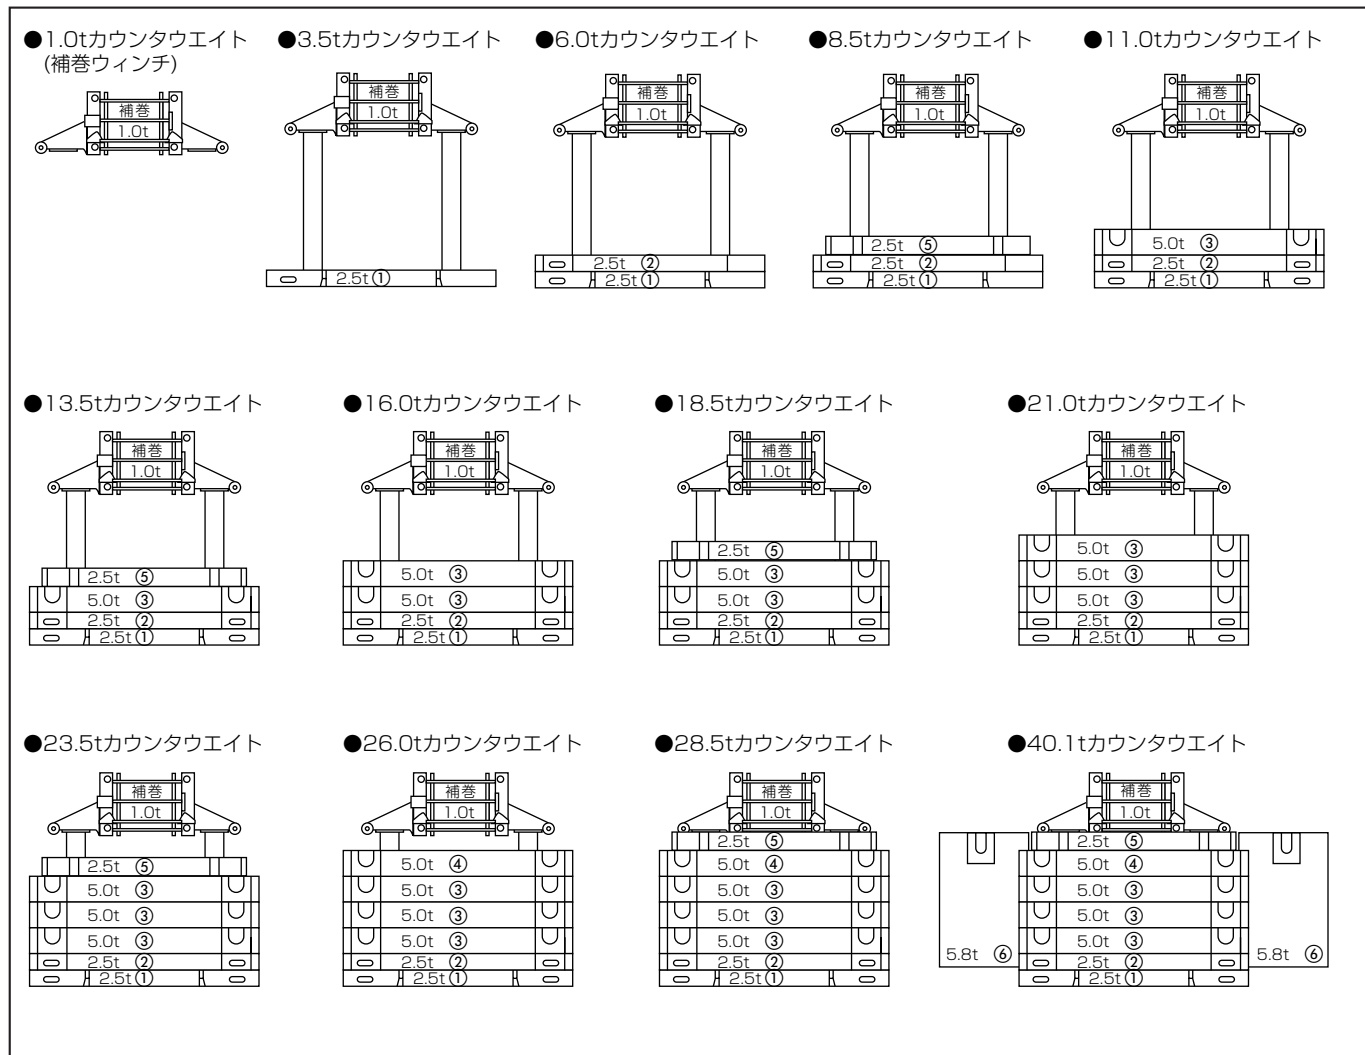 ●1.0tカウンタウエイト
(補巻ウィンチ)
補巻
1.0t
●3.5tカウンタウエイト
補巻
1.0t
2.5t①
●6.0tカウンタウエイト
補巻
1.0t
2.5t ②
2.5t①
●8.5tカウンタウエイト
補巻
1.0t
2.5t ⑤
2.5t ②
2.5t①
●11.0tカウンタウエイト
補巻
1.0t
5.0t ③
2.5t ②
2.5t①
●13.5tカウンタウエイト
補巻
1.0t
2.5t ⑤
5.0t ③
2.5t ②
2.5t①
●16.0tカウンタウエイト
補巻
1.0t
5.0t ③
5.0t ③
2.5t ②
2.5t①
●18.5tカウンタウエイト
補巻
1.0t
2.5t ⑤
5.0t ③
5.0t ③
2.5t ②
2.5t①
●21.0tカウンタウエイト
補巻
1.0t
5.0t ③
5.0t ③
5.0t ③
2.5t ②
2.5t①
●23.5tカウンタウエイト
補巻
1.0t
2.5t ⑤
5.0t ③
5.0t ③
5.0t ③
2.5t ②
2.5t①
●26.0tカウンタウエイト
補巻
1.0t
5.0t ④
5.0t ③
5.0t ③
5.0t ③
2.5t ②
2.5t①
●28.5tカウンタウエイト
補巻
1.0t
2.5t ⑤
5.0t ④
5.0t ③
5.0t ③
5.0t ③
2.5t ②
2.5t①
●40.1tカウンタウエイト
補巻
1.0t
2.5t ⑤
5.0t ④
5.0t ③
5.0t ③
5.0t ③
5.8t ⑥
2.5t ②
5.8t ⑥
2.5t①